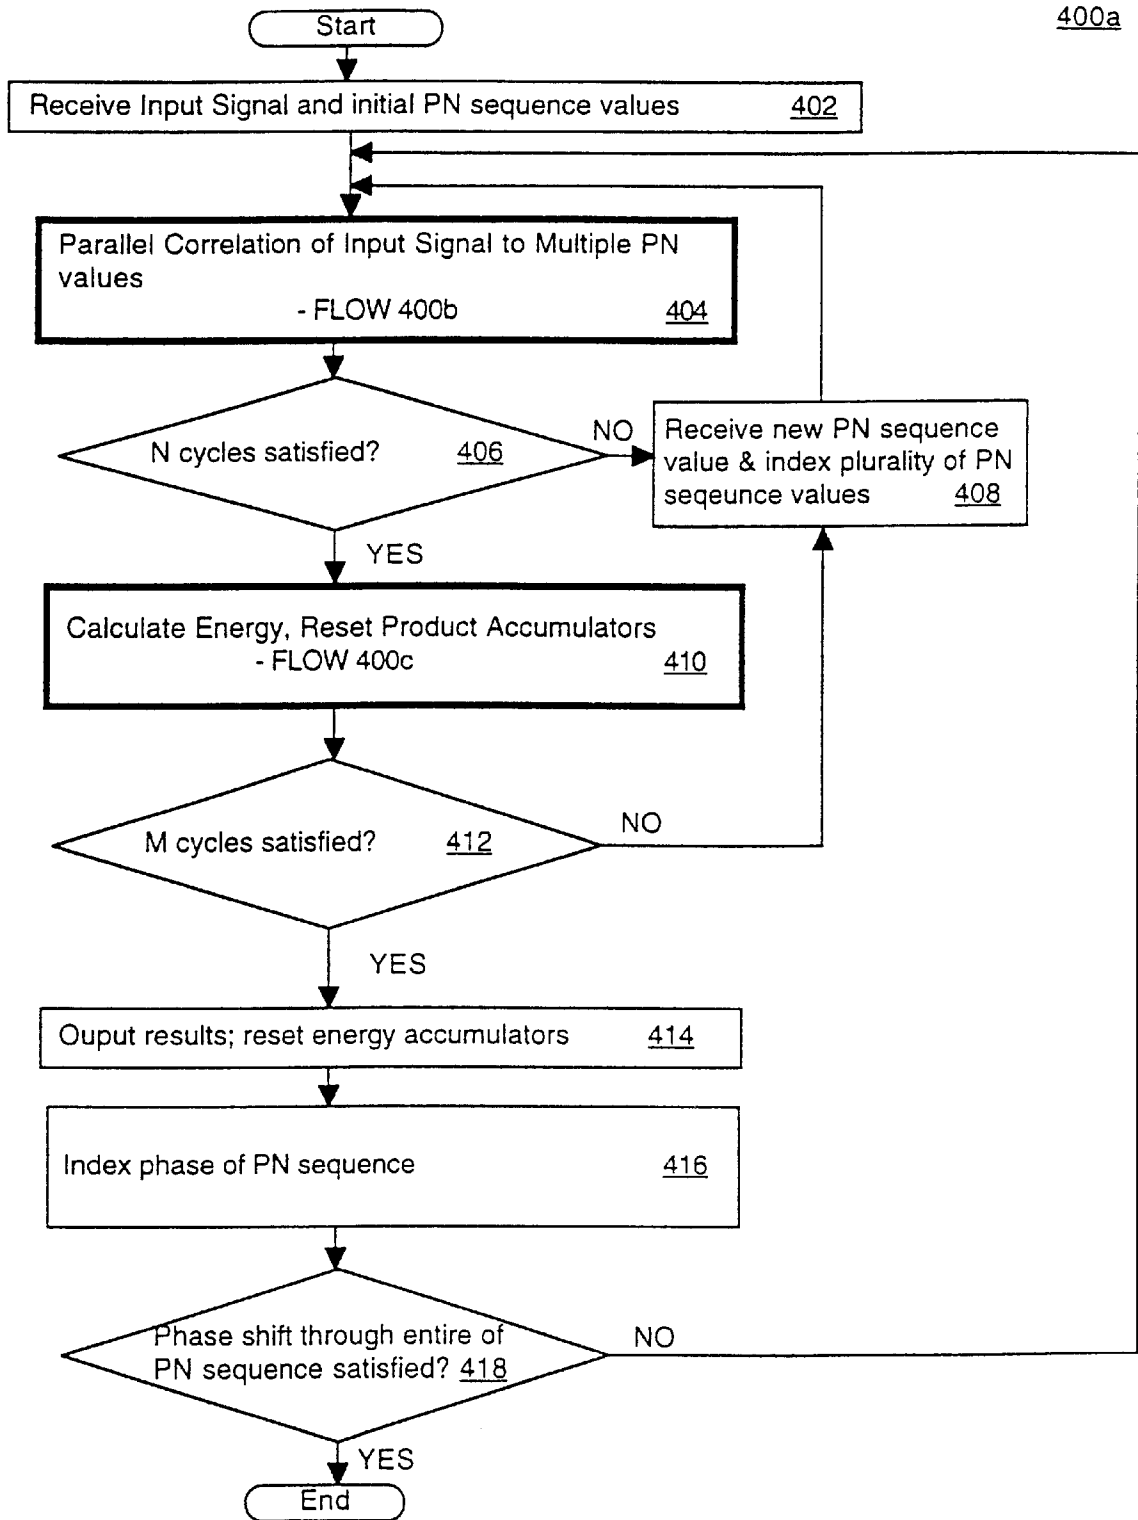 400a
Start
Receive Input Signal and initial PN sequence values 402
Parallel Correlation of Input Signal to Multiple PN
values
- FLOW 400b 404
N cycles satisfied? 406
NO
Receive new PN sequence
value & index plurality of PN
seqeunce values 408
YES
Calculate Energy, Reset Product Accumulators
- FLOW 400c 410
M cycles satisfied? 412
NO
YES
Ouput results; reset energy accumulators 414
Index phase of PN sequence 416
Phase shift through entire of
PN sequence satisfied? 418
NO
YES
End